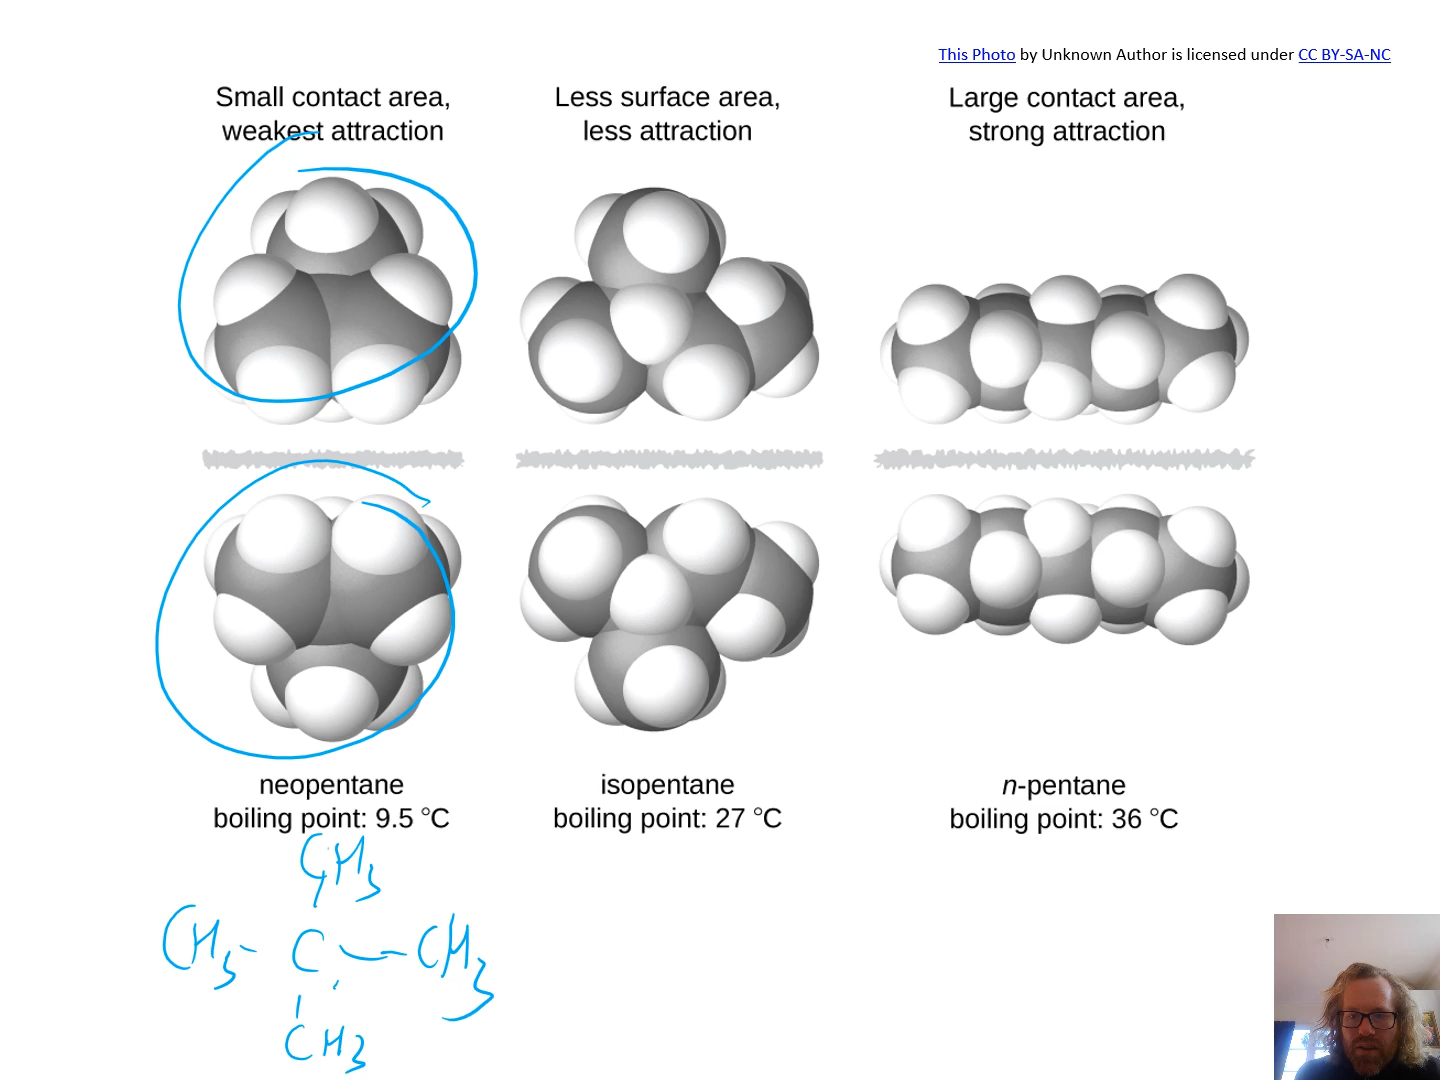 This Photo by Unknown Author is licensed under CC BY-SA-NC
Small contact area,
weakest attraction
Less surface area,
less attraction
Large contact area,
strong attraction
neopentane
boiling point: 9.5 °C
isopentane
boiling point: 27 °C
n-pentane
boiling point: 36 °C
CH3
CH3 - C - CH3
CH3